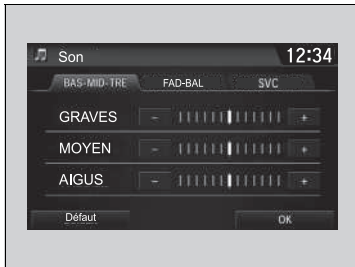 Son 12:34
BAS-MID-TRE FAD-BAL SVC
GRAVES - +
MOYEN - +
AIGUS - +
Défaut OK